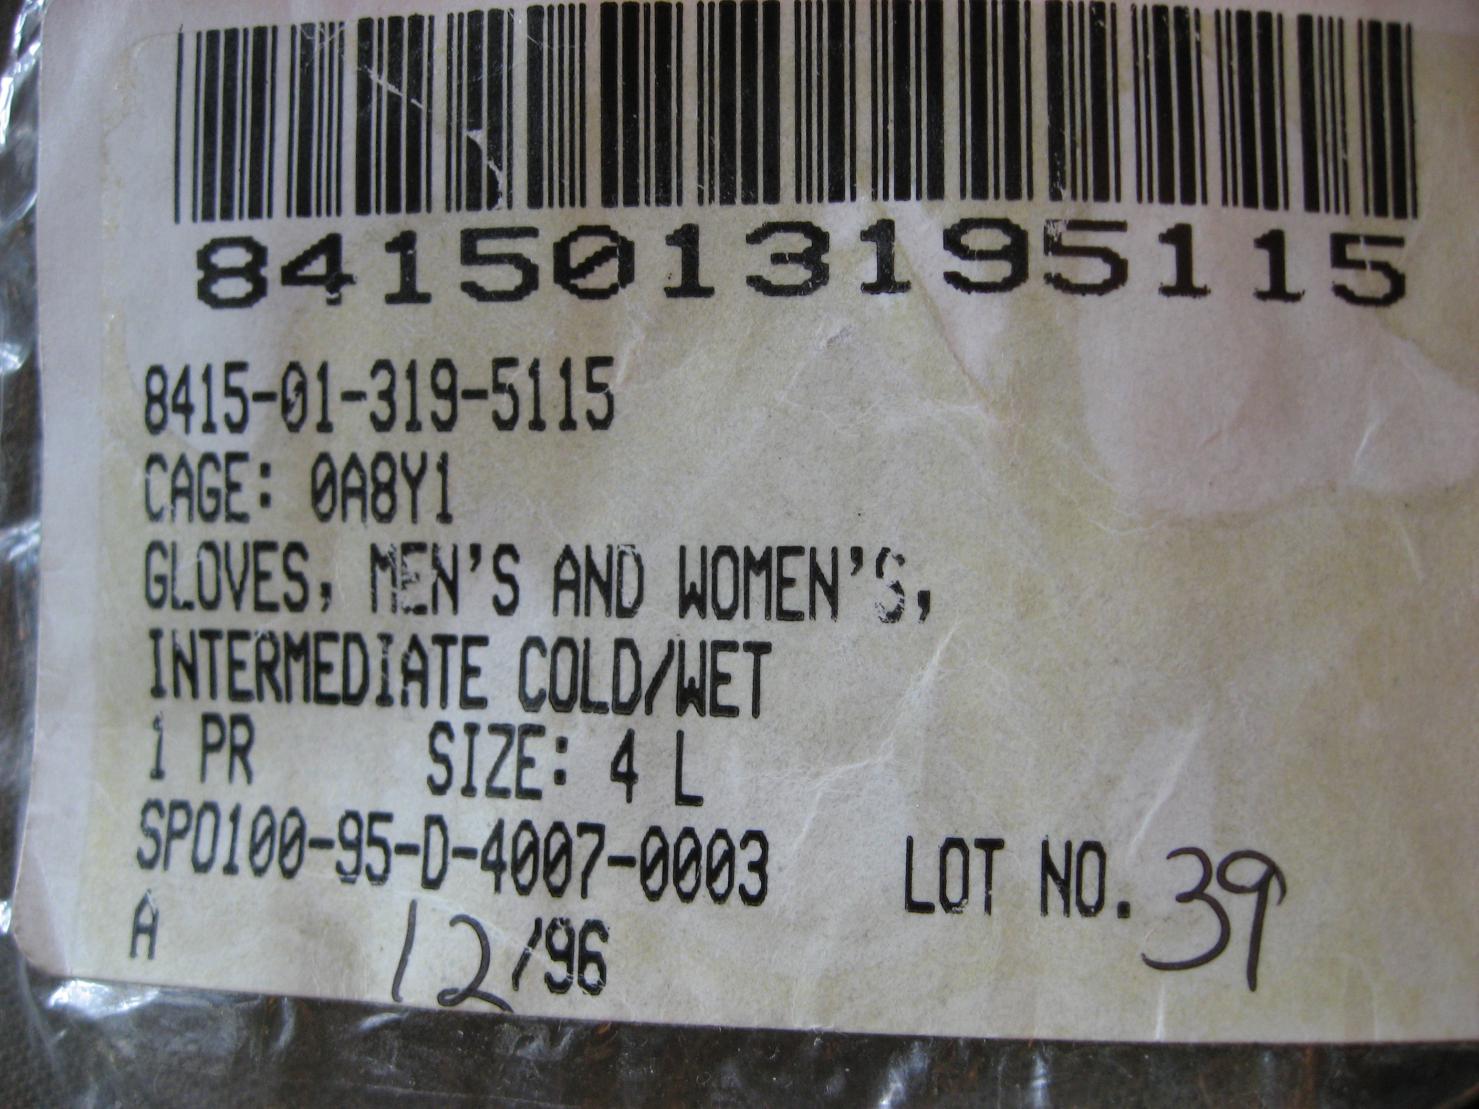 8415013195115
8415-01-319-5115
CAGE: 0A8Y1
GLOVES, MEN'S AND WOMEN'S,
INTERMEDIATE COLD/WET
1 PR SIZE: 4 L
SPO100-95-D-4007-0003 LOT NO. 39
A 12/96